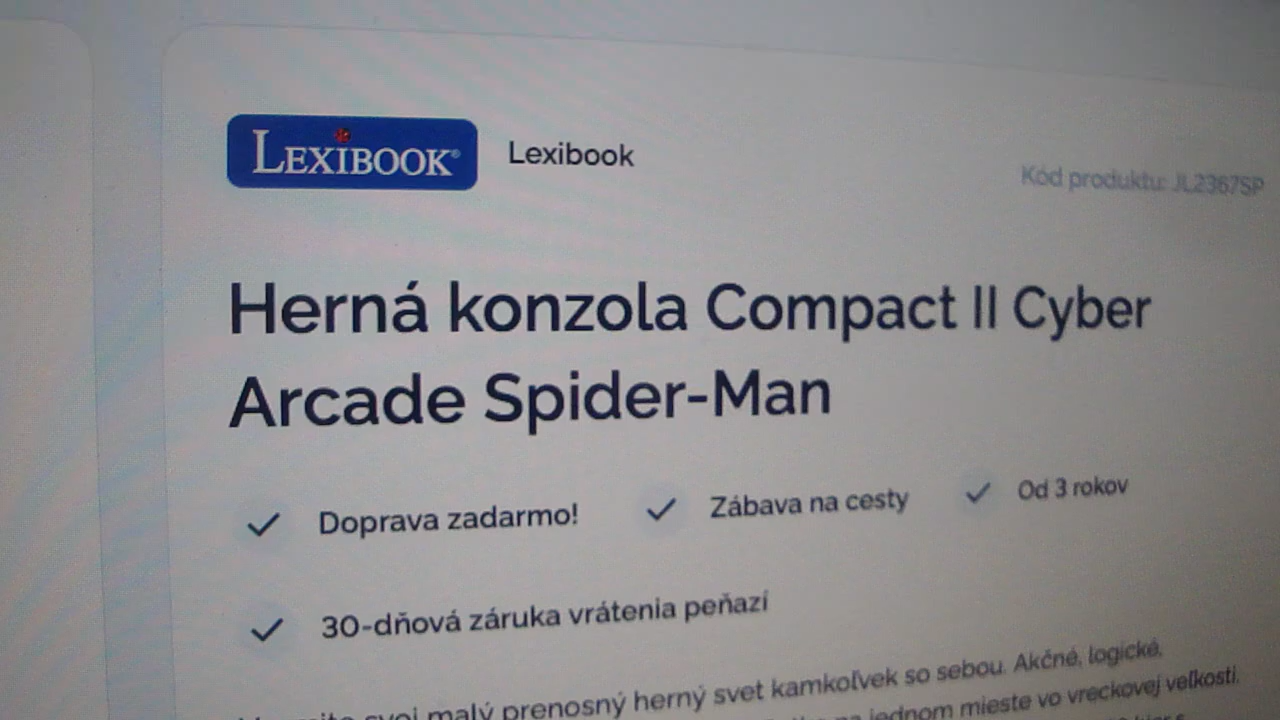 LEXIBOOK Lexibook
Kód produktu: JL2367SP
Herná konzola Compact II Cyber
Arcade Spider-Man
Doprava zadarmo! Zábava na cesty Od 3 rokov
30-dňová záruka vrátenia peňazí
svoj malý prenosný herný svet kamkoľvek so sebou. Akčné, logické,
na jednom mieste vo vreckovej veľkosti.